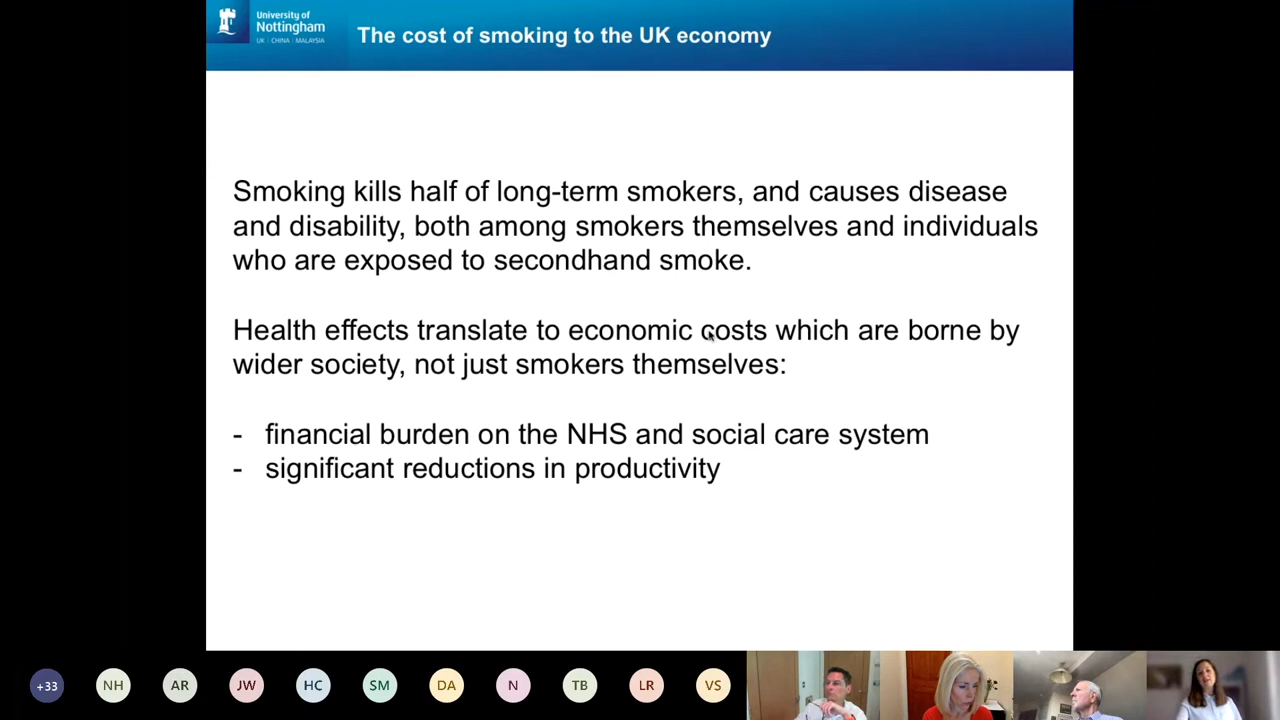 University of
Nottingham
UK | CHINA | MALAYSIA
The cost of smoking to the UK economy
Smoking kills half of long-term smokers, and causes disease
and disability, both among smokers themselves and individuals
who are exposed to secondhand smoke.
Health effects translate to economic costs which are borne by
wider society, not just smokers themselves:
- financial burden on the NHS and social care system
- significant reductions in productivity
+33 NH AR JW HC SM DA N TB LR VS